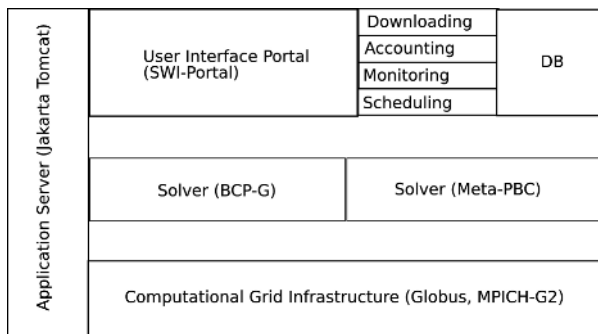 Application Server (Jakarta Tomcat)
User Interface Portal
(SWI-Portal)
Downloading
Accounting
Monitoring
Scheduling
DB
Solver (BCP-G)
Solver (Meta-PBC)
Computational Grid Infrastructure (Globus, MPICH-G2)